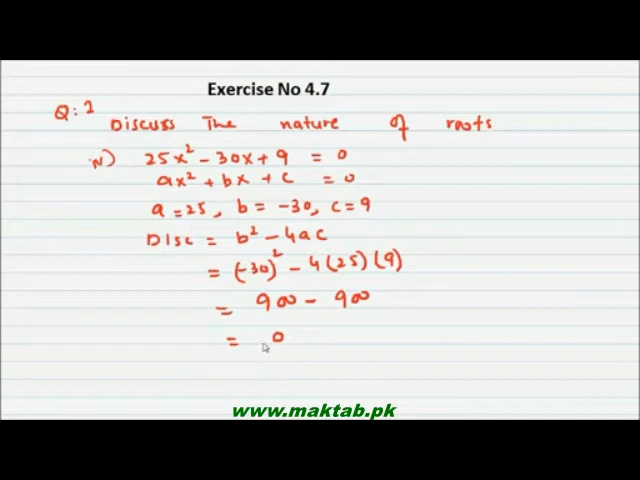 Exercise No 4.7
Q: 2
Discuss The nature of roots
iv) 25x² - 30x + 9 = 0
ax² + bx + c = 0
a = 25, b = -30, c = 9
Disc = b² - 4ac
= (-30)² - 4(25)(9)
= 900 - 900
= 0
www.maktab.pk